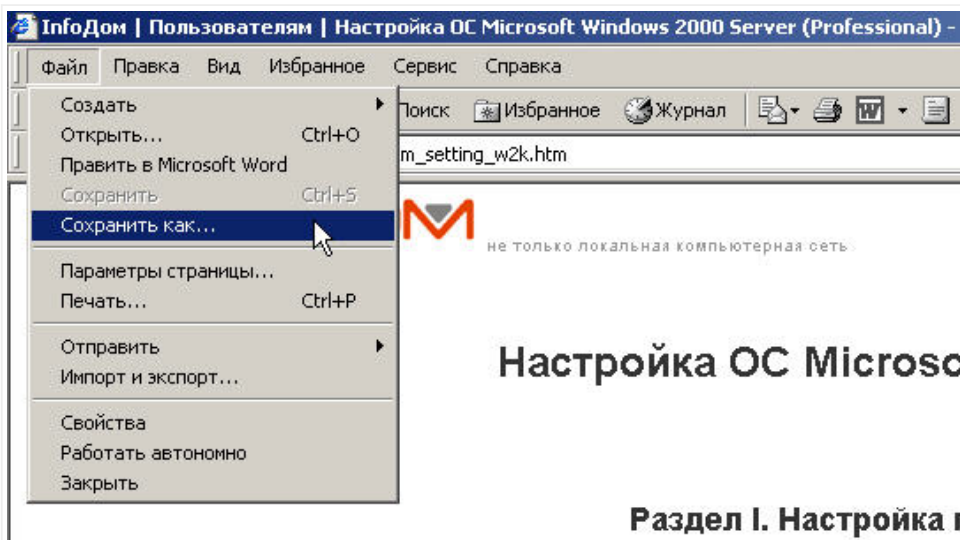 InfoДом | Пользователям | Настройка ОС Microsoft Windows 2000 Server (Professional) -
Файл Правка Вид Избранное Сервис Справка
Поиск Избранное Журнал
m_setting_w2k.htm
Создать
Открыть... Ctrl+O
Править в Microsoft Word
Сохранить Ctrl+S
Сохранить как...
Параметры страницы...
Печать... Ctrl+P
Отправить
Импорт и экспорт...
Свойства
Работать автономно
Закрыть
не только локальная компьютерная сеть
Настройка ОС Microso
Раздел I. Настройка